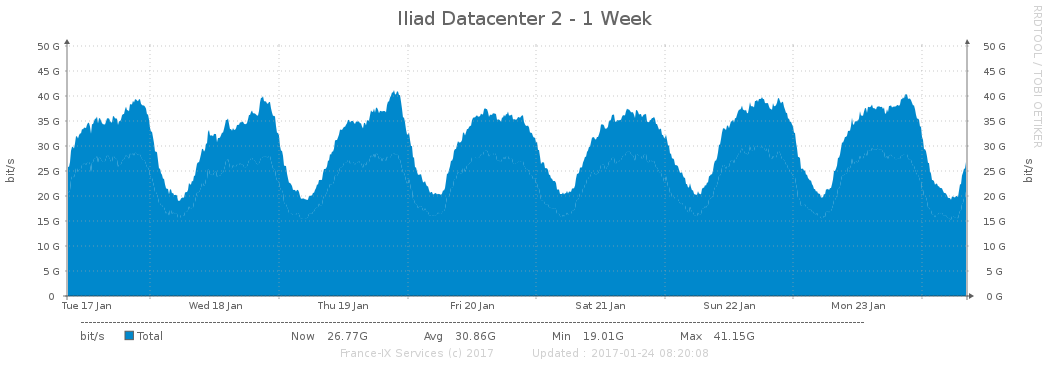 Iliad Datacenter 2 - 1 Week
RRDTOOL / TOBI OETIKER
50 G 50 G
45 G 45 G
40 G 40 G
35 G 35 G
30 G 30 G
25 G 25 G
20 G 20 G
15 G 15 G
10 G 10 G
5 G 5 G
0 0 G
bit/s bit/s
Tue 17 Jan Wed 18 Jan Thu 19 Jan Fri 20 Jan Sat 21 Jan Sun 22 Jan Mon 23 Jan
bit/s Total Now 26.77G Avg 30.86G Min 19.01G Max 41.15G
France-IX Services (c) 2017 Updated : 2017-01-24 08:20:08